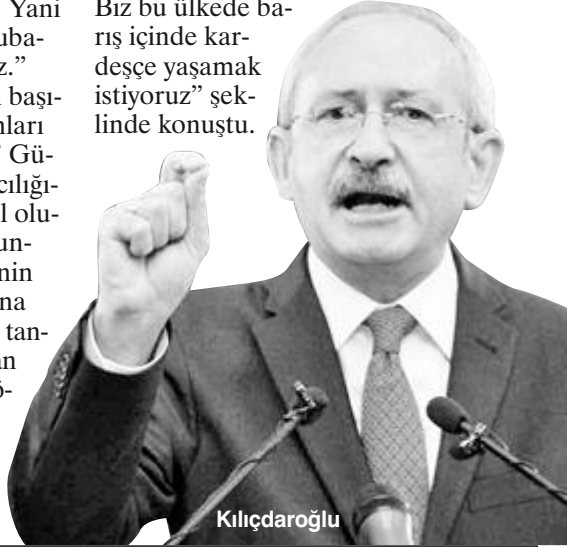 Yani
uba-
z."
başı-
ları
Gü-
cılığı-
l olu-
un-
nin
na
tan-
an
ö-
Biz bu ülkede ba-
rış içinde kar-
deşçe yaşamak
istiyoruz” şek-
linde konuştu.
Kılıçdaroğlu